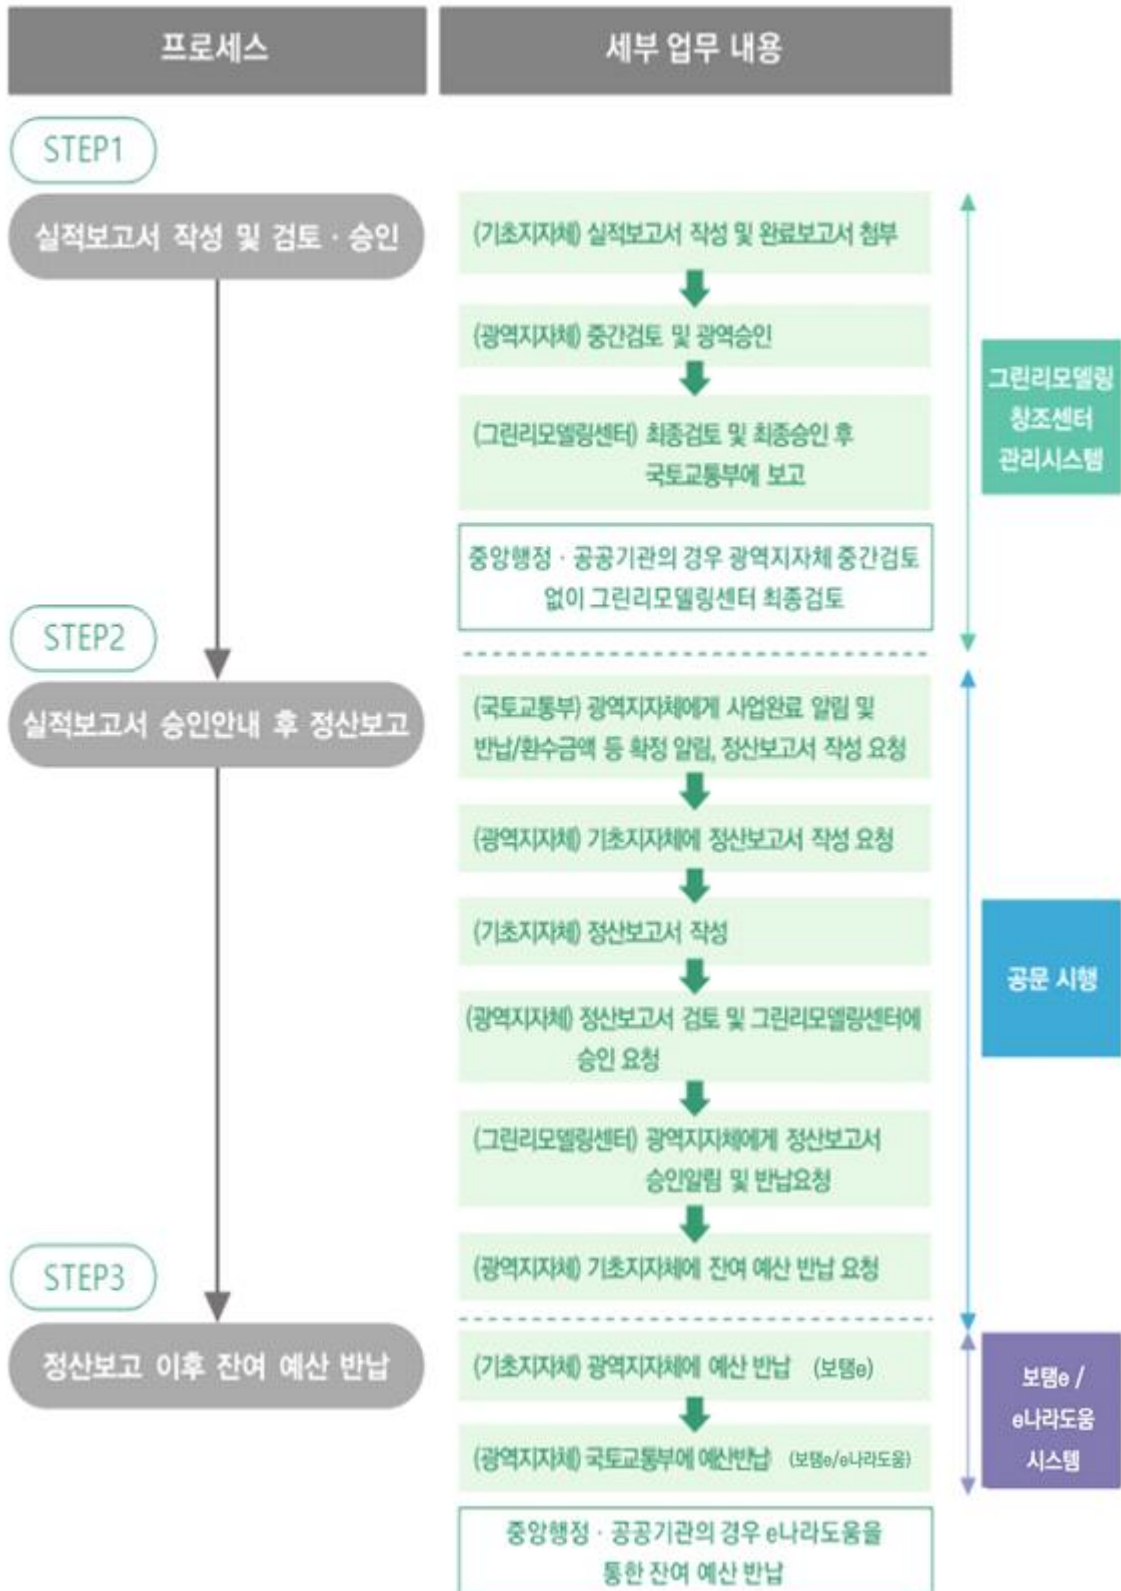 프로세스
세부 업무 내용
STEP1
실적보고서 작성 및 검토 · 승인
(기초지자체) 실적보고서 작성 및 완료보고서 첨부
(광역지자체) 중간검토 및 광역승인
(그린리모델링센터) 최종검토 및 최종승인 후
국토교통부에 보고
중앙행정 · 공공기관의 경우 광역지자체 중간검토
없이 그린리모델링센터 최종검토
그린리모델링
창조센터
관리시스템
STEP2
실적보고서 승인안내 후 정산보고
(국토교통부) 광역지자체에게 사업완료 알림 및
반납/환수금액 등 확정 알림, 정산보고서 작성 요청
(광역지자체) 기초지자체에 정산보고서 작성 요청
(기초지자체) 정산보고서 작성
(광역지자체) 정산보고서 검토 및 그린리모델링센터에
승인 요청
(그린리모델링센터) 광역지자체에게 정산보고서
승인알림 및 반납요청
(광역지자체) 기초지자체에 잔여 예산 반납 요청
공문 시행
STEP3
정산보고 이후 잔여 예산 반납
(기초지자체) 광역지자체에 예산 반납 (보탬e)
(광역지자체) 국토교통부에 예산반납 (보탬e/e나라도움)
중앙행정 · 공공기관의 경우 e나라도움을
통한 잔여 예산 반납
보탬e /
e나라도움
시스템